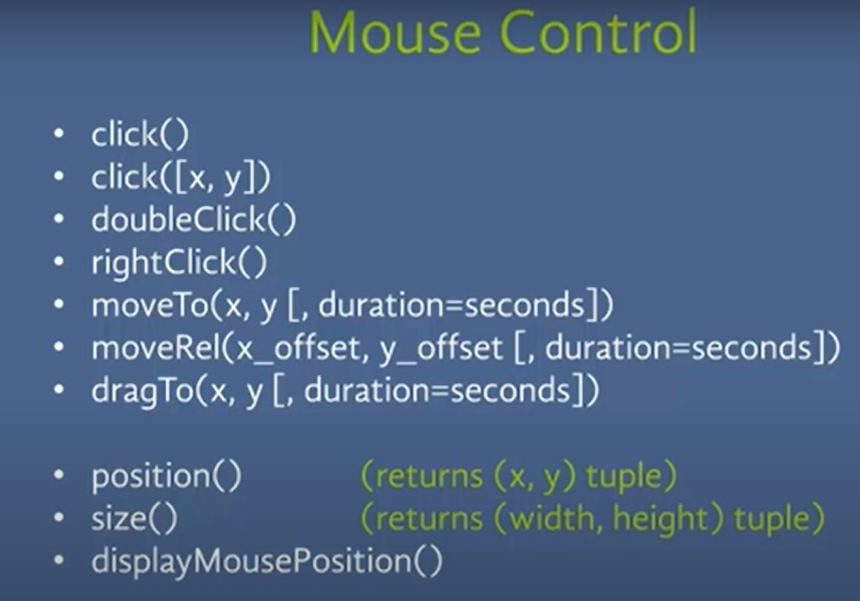 Mouse Control
• click()
• click([x, y])
• doubleClick()
• rightClick()
• moveTo(x, y [, duration=seconds])
• moveRel(x_offset, y_offset [, duration=seconds])
• dragTo(x, y [, duration=seconds])
• position() (returns (x, y) tuple)
• size() (returns (width, height) tuple)
• displayMousePosition()